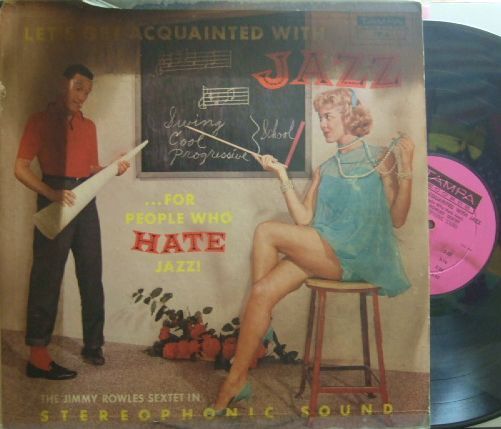 LET'S GET ACQUAINTED WITH
JAZZ
TAMPA
Swing
Cool
Progressive
School
...FOR
PEOPLE WHO
HATE
JAZZ!
THE JIMMY ROWLES SEXTET IN
STEREOPHONIC SOUND
TAMPA